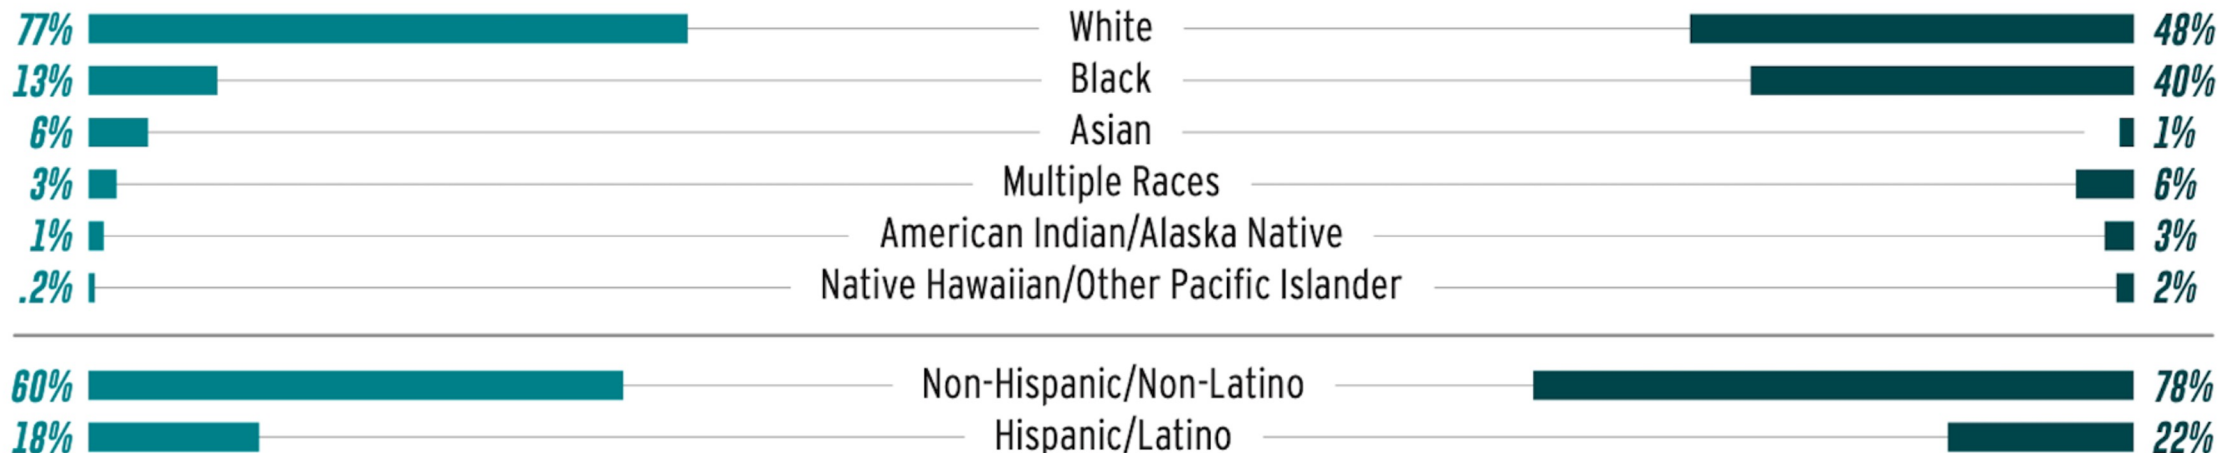 77% White 48%
13% Black 40%
6% Asian 1%
3% Multiple Races 6%
1% American Indian/Alaska Native 3%
.2% Native Hawaiian/Other Pacific Islander 2%
60% Non-Hispanic/Non-Latino 78%
18% Hispanic/Latino 22%